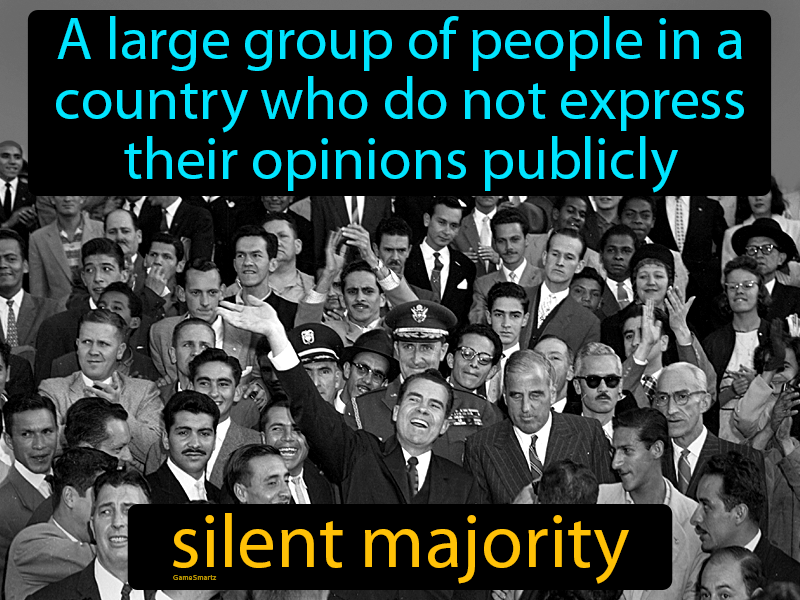 A large group of people in a
country who do not express
their opinions publicly
silent majority
GameSmartz